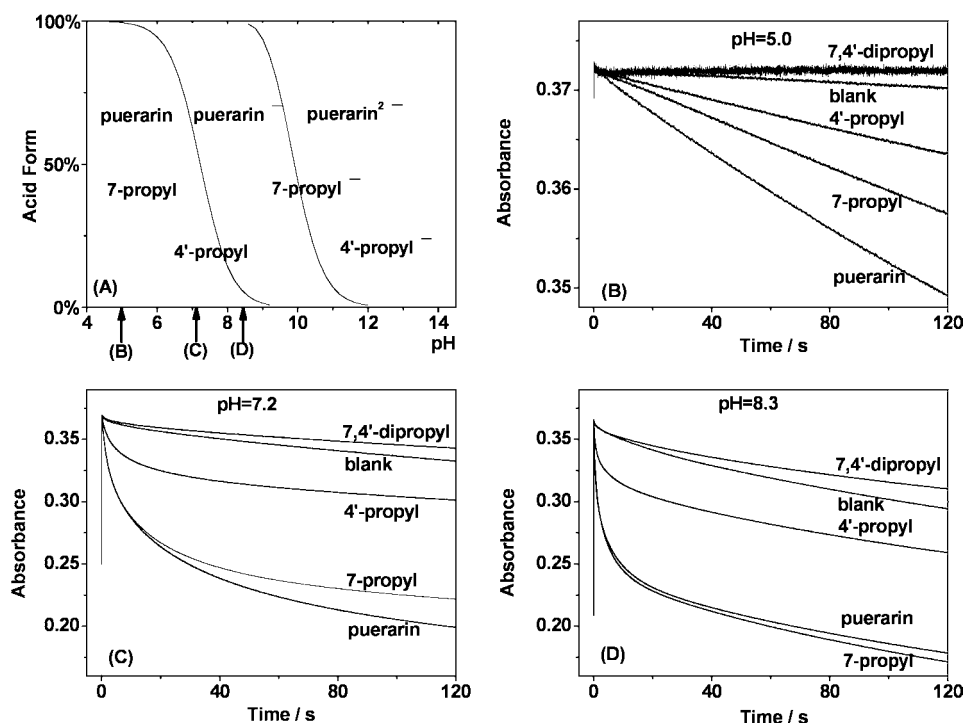 100%
50%
0%
Acid Form
puerarin
puerarin ‾
puerarin² ‾
7-propyl
7-propyl ‾
4'-propyl
4'-propyl ‾
(A)
4 6 8 10 12 14
pH
(B) (C) (D)
pH=5.0
7,4'-dipropyl
blank
4'-propyl
7-propyl
puerarin
0.37
0.36
0.35
Absorbance
(B)
0 40 80 120
Time / s
pH=7.2
7,4'-dipropyl
blank
4'-propyl
7-propyl
puerarin
0.35
0.30
0.25
0.20
Absorbance
(C)
0 40 80 120
Time / s
pH=8.3
7,4'-dipropyl
blank
4'-propyl
puerarin
7-propyl
0.35
0.30
0.25
0.20
Absorbance
(D)
0 40 80 120
Time / s